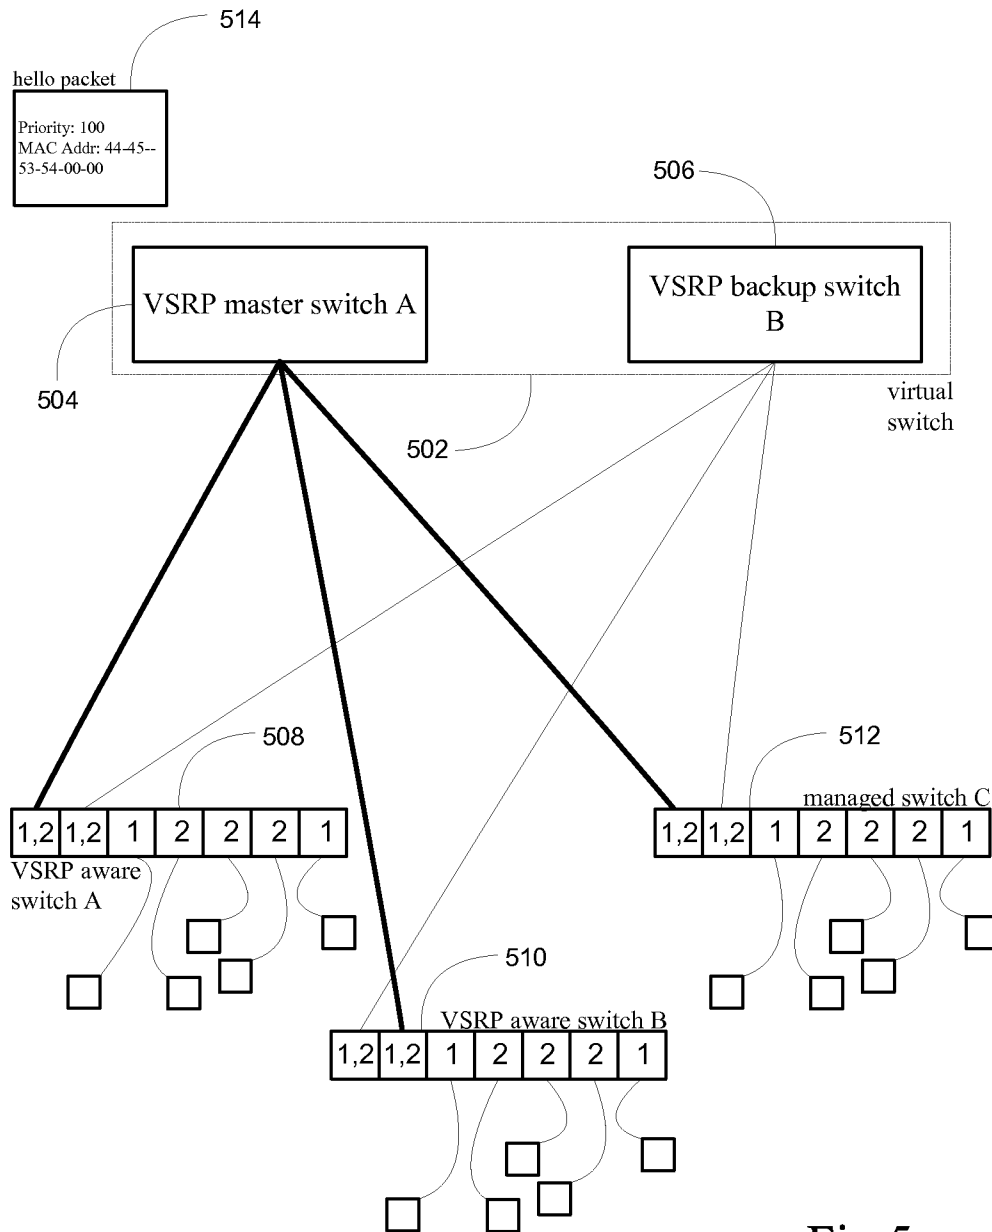 514
hello packet
Priority: 100
MAC Addr: 44-45--
53-54-00-00
506
VSRP master switch A
VSRP backup switch
B
504
502
virtual
switch
508
512
managed switch C
1,2 1,2 1 2 2 2 1
1,2 1,2 1 2 2 2 1
VSRP aware
switch A
510
VSRP aware switch B
1,2 1,2 1 2 2 2 1